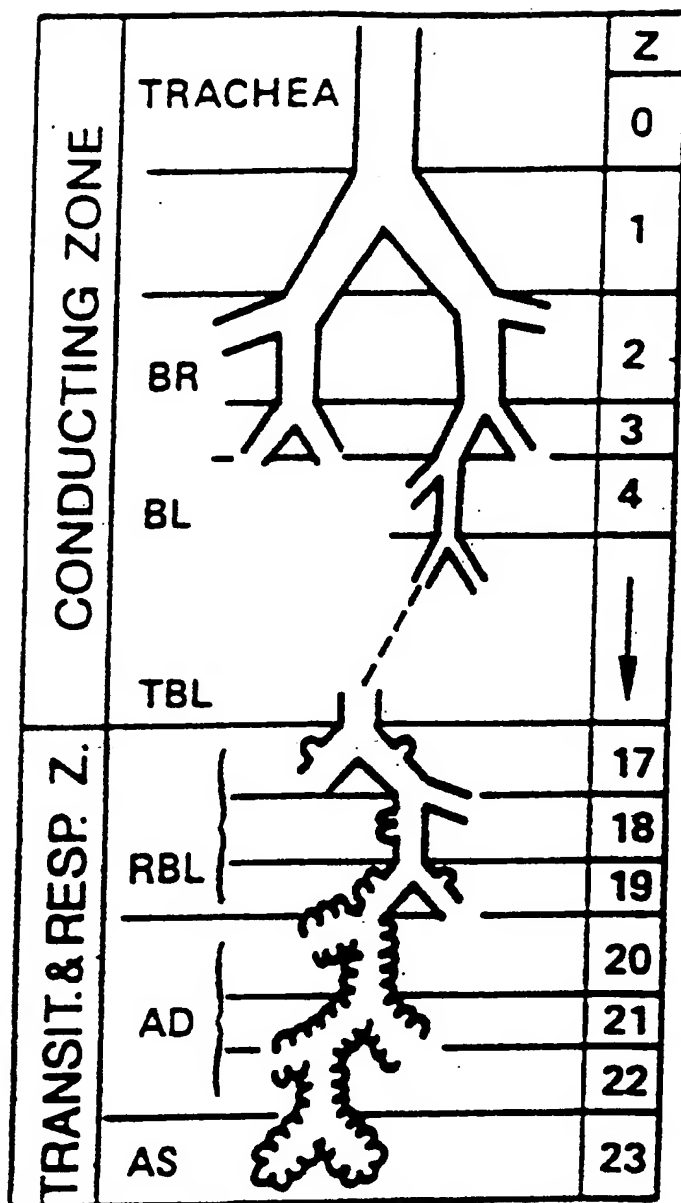 CONDUCTING ZONE
TRANSIT.& RESP. Z.
Z
TRACHEA
0
1
BR
2
3
BL
4
TBL
17
18
RBL
19
20
AD
21
22
AS
23